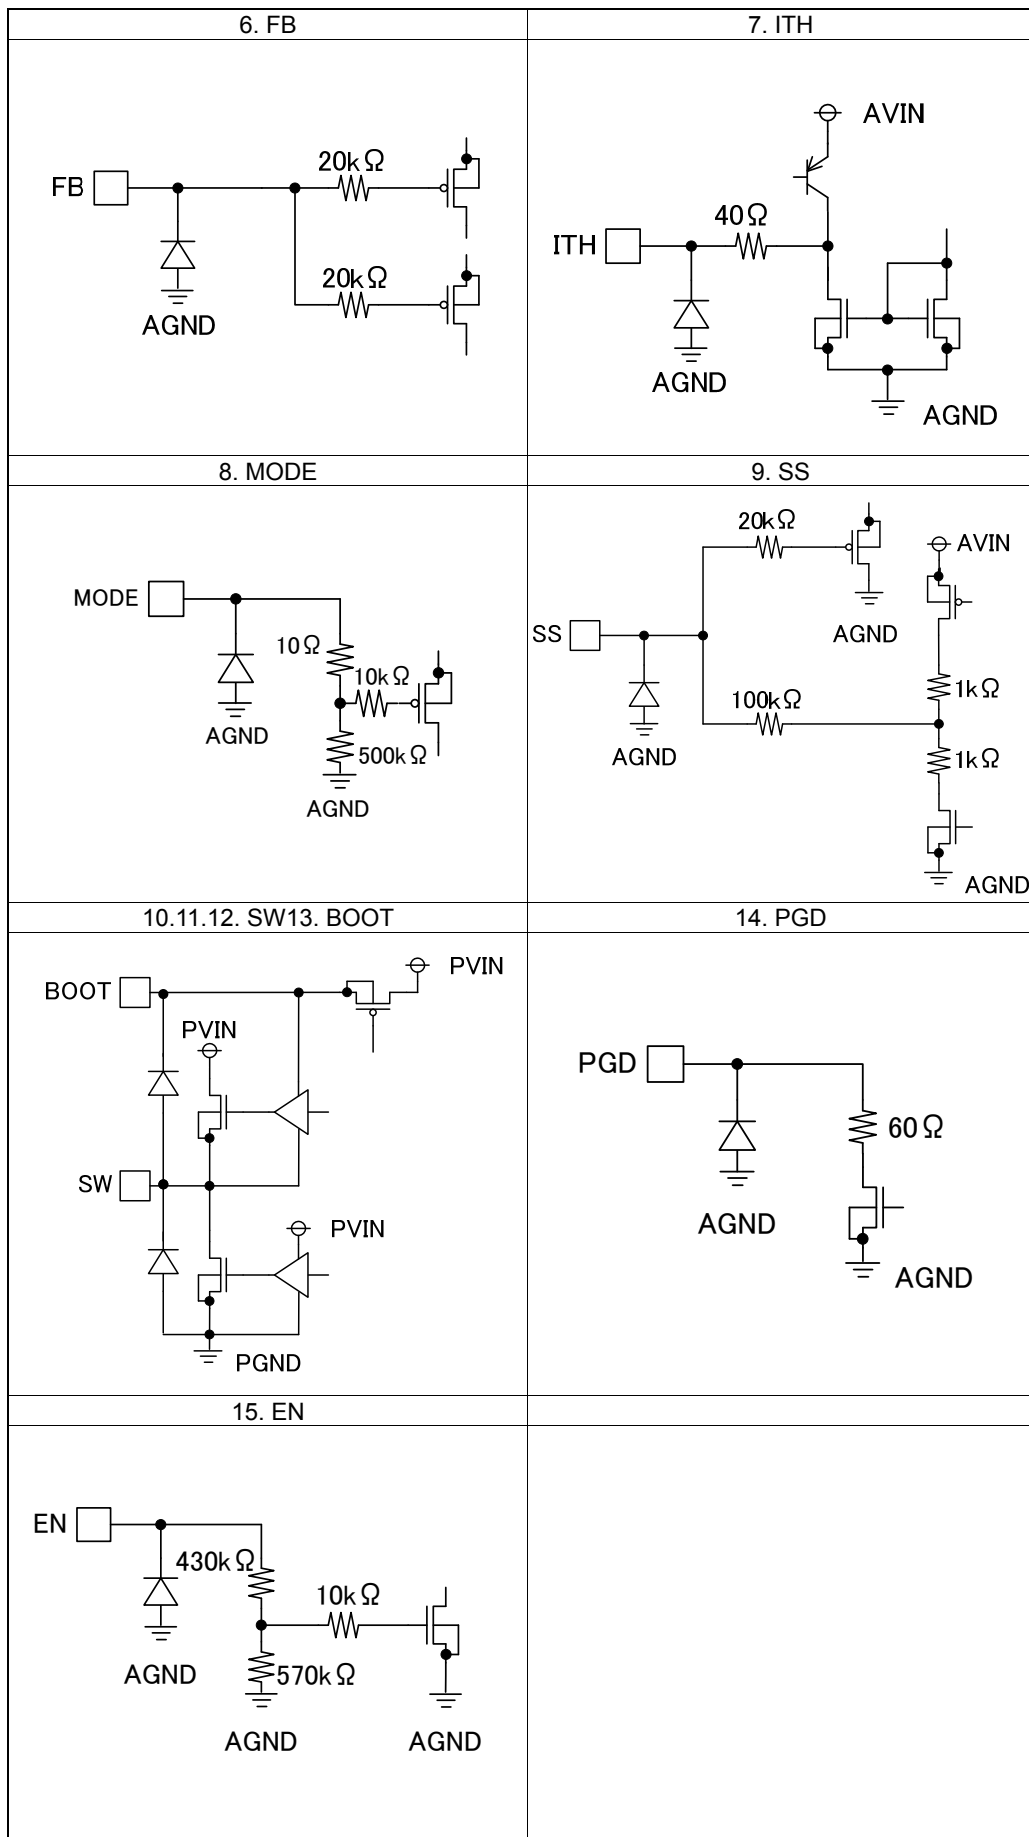 6. FB
7. ITH
FB
20kΩ
20kΩ
AGND
AVIN
ITH
40Ω
AGND
AGND
8. MODE
9. SS
MODE
10Ω
10kΩ
AGND
500kΩ
AGND
20kΩ
AVIN
SS
AGND
1kΩ
100kΩ
AGND
1kΩ
AGND
10.11.12. SW13. BOOT
14. PGD
BOOT
PVIN
PVIN
SW
PVIN
PGND
PGD
60Ω
AGND
AGND
15. EN
EN
430kΩ
10kΩ
AGND
570kΩ
AGND
AGND